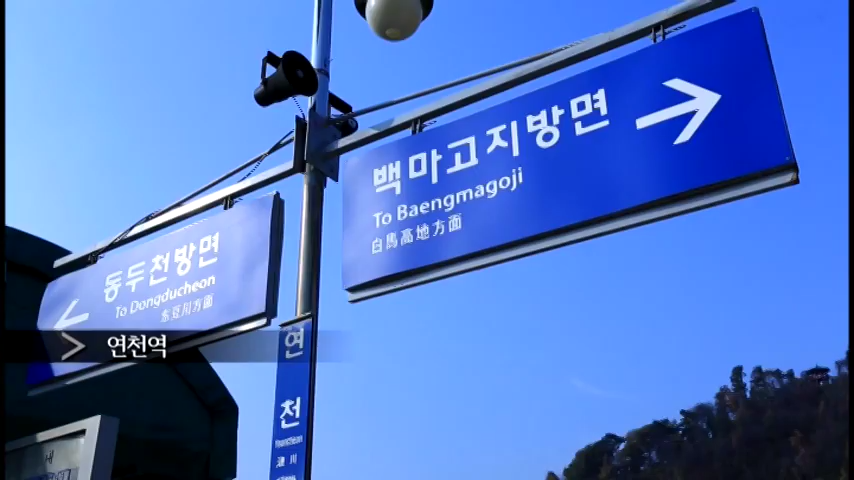 백마고지방면
To Baengmagoji
白馬高地方面
동두천방면
To Dongducheon
东豆川方面
연천역
연
천
Yeoncheon